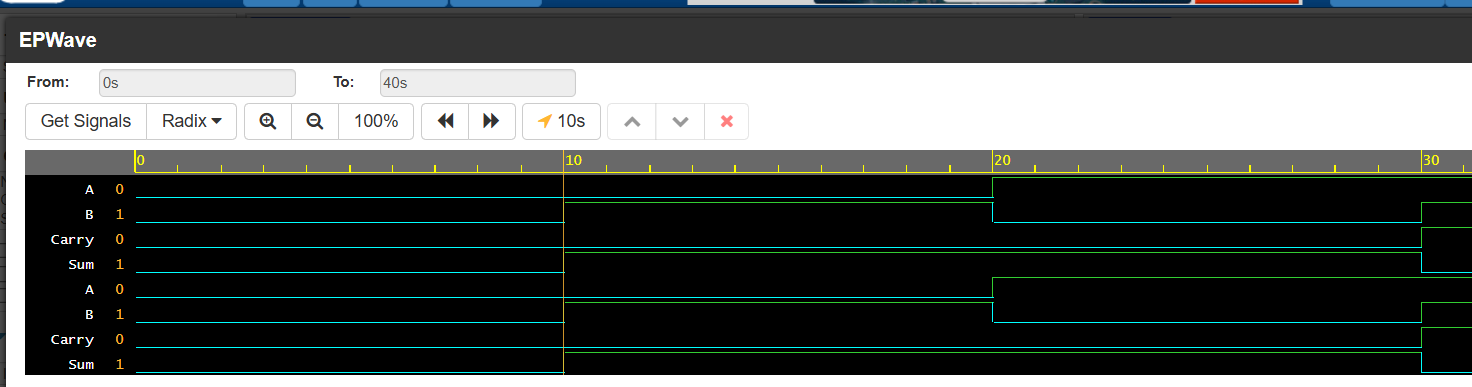 EPWave
From: 0s To: 40s
Get Signals Radix 100% 10s
0 10 20 30
A 0
B 1
Carry 0
Sum 1
A 0
B 1
Carry 0
Sum 1